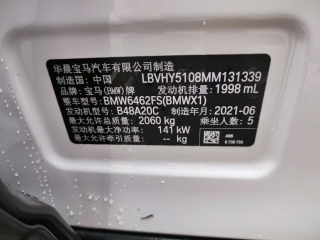 华晨宝马汽车有限公司制造
制造国：中国 LBVHY5108MM131339
品牌：宝马(BMW)牌 发动机排量：1998 mL
整车型号：BMW6462FS(BMWX1)
发动机型号：B48A20C 制造年月：2021-06
最大允许总质量：2060 kg 乘坐人数：5
发动机最大净功率： 141 kW
最大允许牵引质量： -- kg